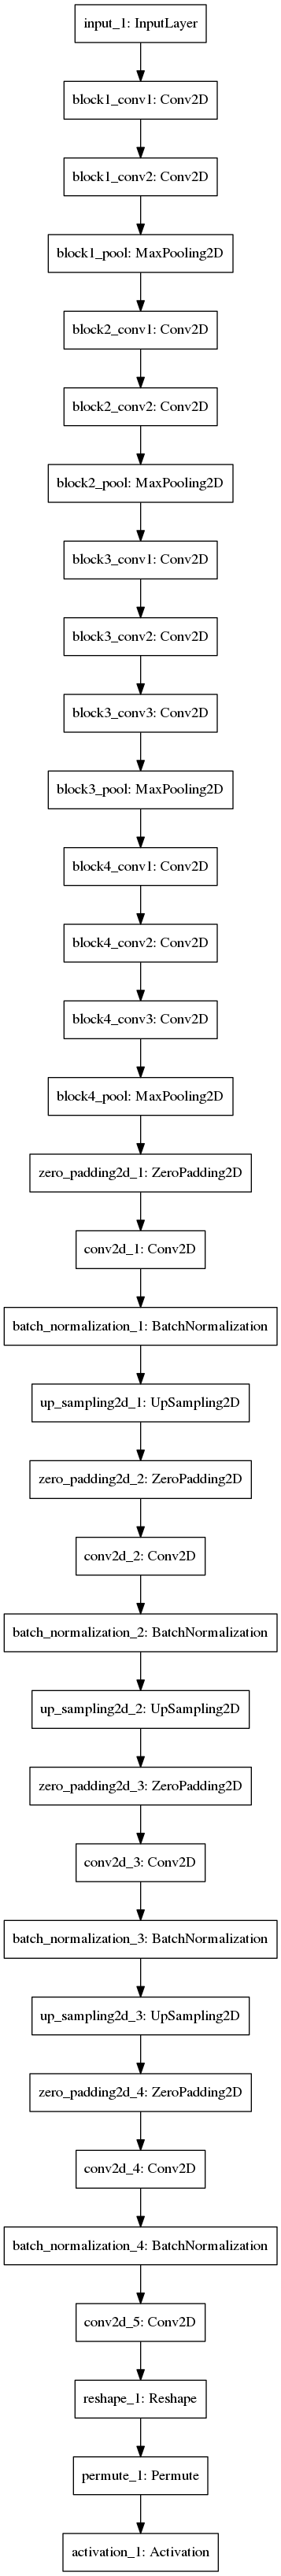 input_1: InputLayer
block1_conv1: Conv2D
block1_conv2: Conv2D
block1_pool: MaxPooling2D
block2_conv1: Conv2D
block2_conv2: Conv2D
block2_pool: MaxPooling2D
block3_conv1: Conv2D
block3_conv2: Conv2D
block3_conv3: Conv2D
block3_pool: MaxPooling2D
block4_conv1: Conv2D
block4_conv2: Conv2D
block4_conv3: Conv2D
block4_pool: MaxPooling2D
zero_padding2d_1: ZeroPadding2D
conv2d_1: Conv2D
batch_normalization_1: BatchNormalization
up_sampling2d_1: UpSampling2D
zero_padding2d_2: ZeroPadding2D
conv2d_2: Conv2D
batch_normalization_2: BatchNormalization
up_sampling2d_2: UpSampling2D
zero_padding2d_3: ZeroPadding2D
conv2d_3: Conv2D
batch_normalization_3: BatchNormalization
up_sampling2d_3: UpSampling2D
zero_padding2d_4: ZeroPadding2D
conv2d_4: Conv2D
batch_normalization_4: BatchNormalization
conv2d_5: Conv2D
reshape_1: Reshape
permute_1: Permute
activation_1: Activation